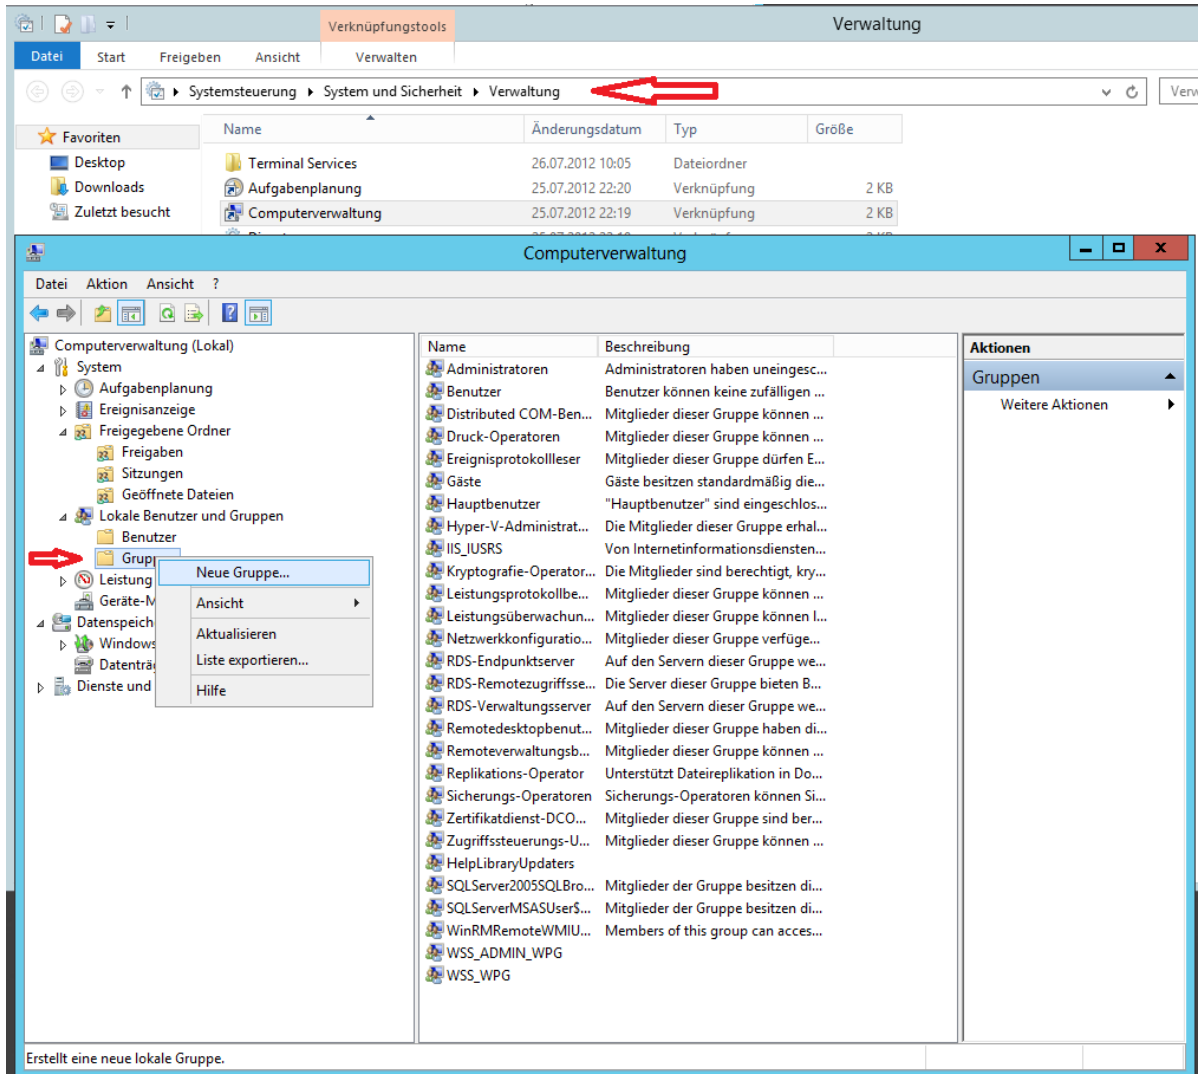 Verknüpfungstools Verwaltung
Datei Start Freigeben Ansicht Verwalten
Systemsteuerung System und Sicherheit Verwaltung Verw
Favoriten Name Änderungsdatum Typ Größe
Desktop Terminal Services 26.07.2012 10:05 Dateiordner
Downloads Aufgabenplanung 25.07.2012 22:20 Verknüpfung 2 KB
Zuletzt besucht Computerverwaltung 25.07.2012 22:19 Verknüpfung 2 KB
Computerverwaltung
Datei Aktion Ansicht ?
Computerverwaltung (Lokal)
System
Aufgabenplanung
Ereignisanzeige
Freigegebene Ordner
Freigaben
Sitzungen
Geöffnete Dateien
Lokale Benutzer und Gruppen
Benutzer
Grupp
Leistung
Geräte-M
Datenspeich
Windows
Datenträ
Dienste und
Neue Gruppe...
Ansicht
Aktualisieren
Liste exportieren...
Hilfe
Name Beschreibung
Administratoren Administratoren haben uneingesc...
Benutzer Benutzer können keine zufälligen ...
Distributed COM-Ben... Mitglieder dieser Gruppe können ...
Druck-Operatoren Mitglieder dieser Gruppe können ...
Ereignisprotokollleser Mitglieder dieser Gruppe dürfen E...
Gäste Gäste besitzen standardmäßig die...
Hauptbenutzer "Hauptbenutzer" sind eingeschlos...
Hyper-V-Administrat... Die Mitglieder dieser Gruppe erhal...
IIS_IUSRS Von Internetinformationsdiensten...
Kryptografie-Operator... Die Mitglieder sind berechtigt, kry...
Leistungsprotokollbe... Mitglieder dieser Gruppe können ...
Leistungsüberwachun... Mitglieder dieser Gruppe können l...
Netzwerkkonfiguratio... Mitglieder dieser Gruppe verfüge...
RDS-Endpunktserver Auf den Servern dieser Gruppe we...
RDS-Remotezugriffsse... Die Server dieser Gruppe bieten B...
RDS-Verwaltungsserver Auf den Servern dieser Gruppe we...
Remotedesktopbenut... Mitglieder dieser Gruppe haben di...
Remoteverwaltungsb... Mitglieder dieser Gruppe können ...
Replikations-Operator Unterstützt Dateireplikation in Do...
Sicherungs-Operatoren Sicherungs-Operatoren können Si...
Zertifikatdienst-DCO... Mitglieder dieser Gruppe sind ber...
Zugriffssteuerungs-U... Mitglieder dieser Gruppe können ...
HelpLibraryUpdaters
SQLServer2005SQLBro... Mitglieder der Gruppe besitzen di...
SQLServerMSASUser$... Mitglieder der Gruppe besitzen di...
WinRMRemoteWMIU... Members of this group can acces...
WSS_ADMIN_WPG
WSS_WPG
Aktionen
Gruppen
Weitere Aktionen
Erstellt eine neue lokale Gruppe.